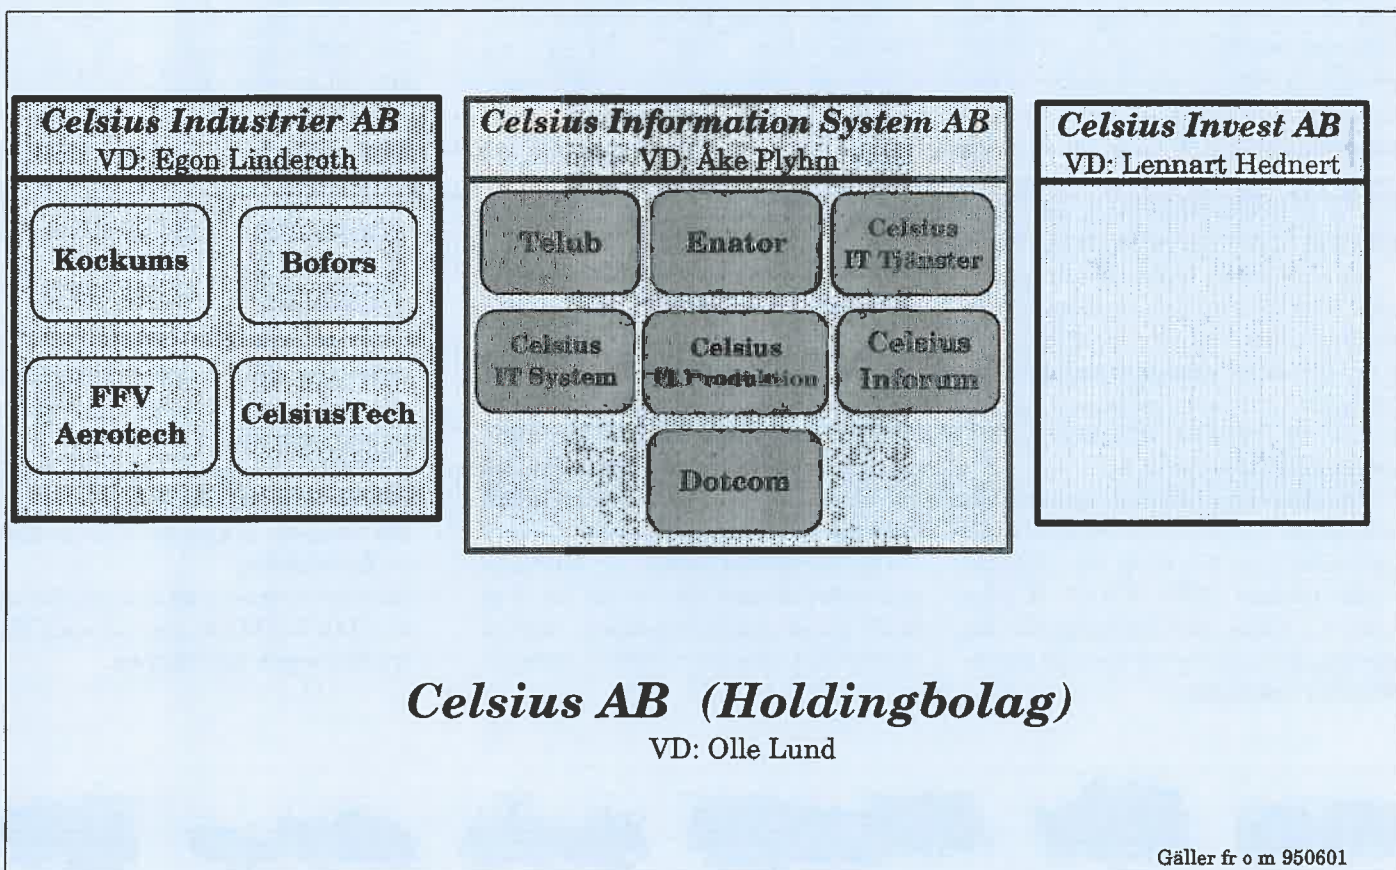 Celsius Industrier AB
VD: Egon Linderoth
Kockums
Bofors
FFV
Aerotech
CelsiusTech
Celsius Information System AB
VD: Åke Plyhm
Telub
Enator
Celsius
IT Tjänster
Celsius
IT System
Celsius
IT Produktion
Celsius
Inforum
Dotcom
Celsius Invest AB
VD: Lennart Hednert
Celsius AB (Holdingbolag)
VD: Olle Lund
Gäller fr o m 950601